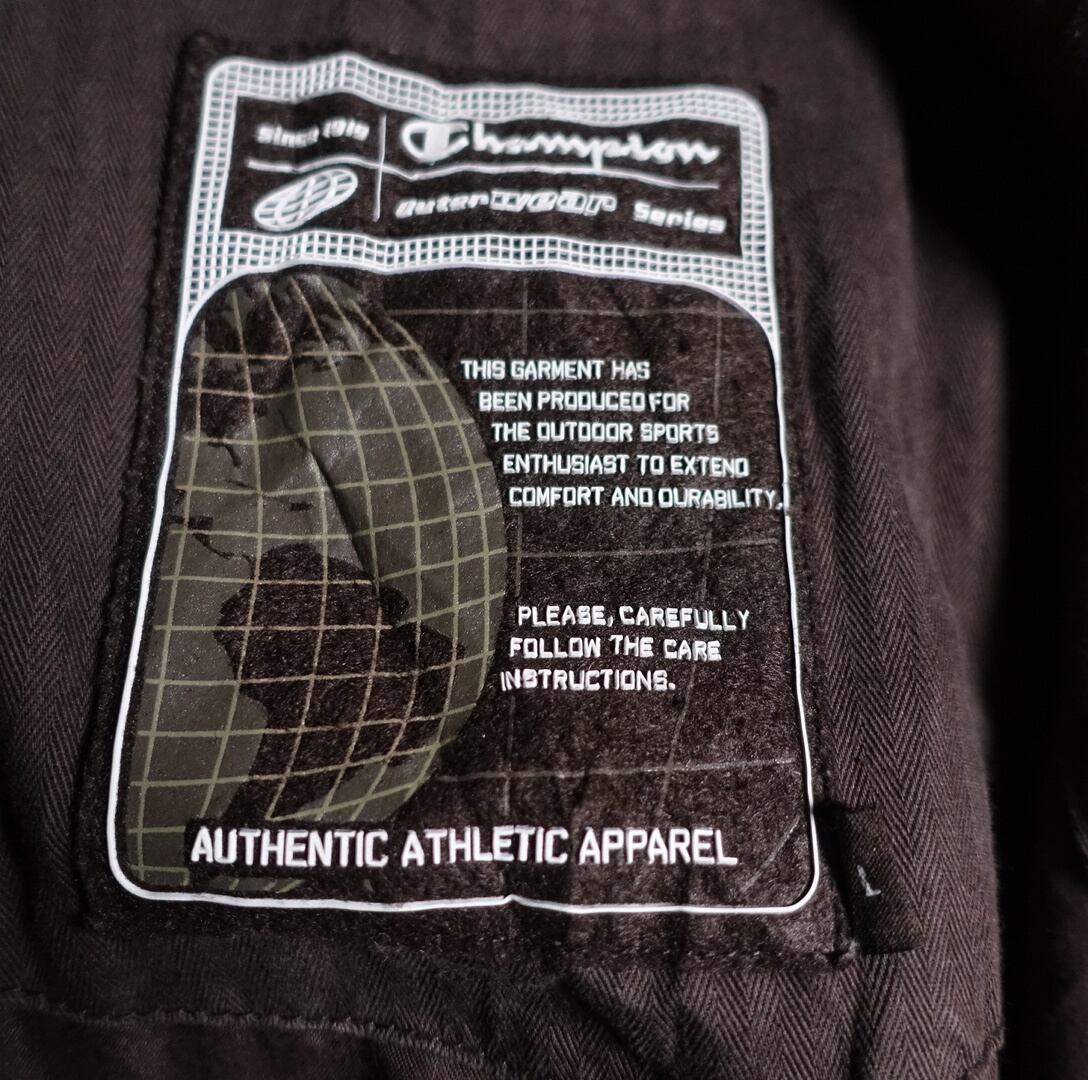 Since 1919
Champion
outerwear Series
THIS GARMENT HAS
BEEN PRODUCED FOR
THE OUTDOOR SPORTS
ENTHUSIAST TO EXTEND
COMFORT AND DURABILITY.
PLEASE, CAREFULLY
FOLLOW THE CARE
INSTRUCTIONS.
AUTHENTIC ATHLETIC APPAREL
L